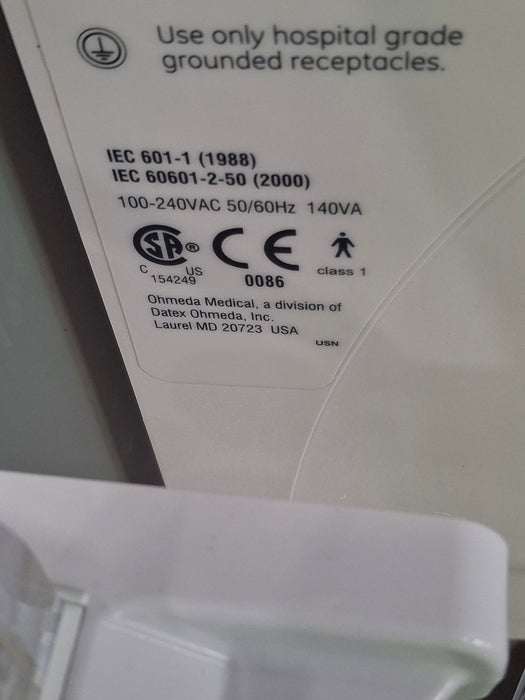 Use only hospital grade
grounded receptacles.
IEC 601-1 (1988)
IEC 60601-2-50 (2000)
100-240VAC 50/60Hz 140VA
SA® CE
C US
154249
0086
class 1
Ohmeda Medical, a division of
Datex Ohmeda, Inc.
Laurel MD 20723 USA
USN